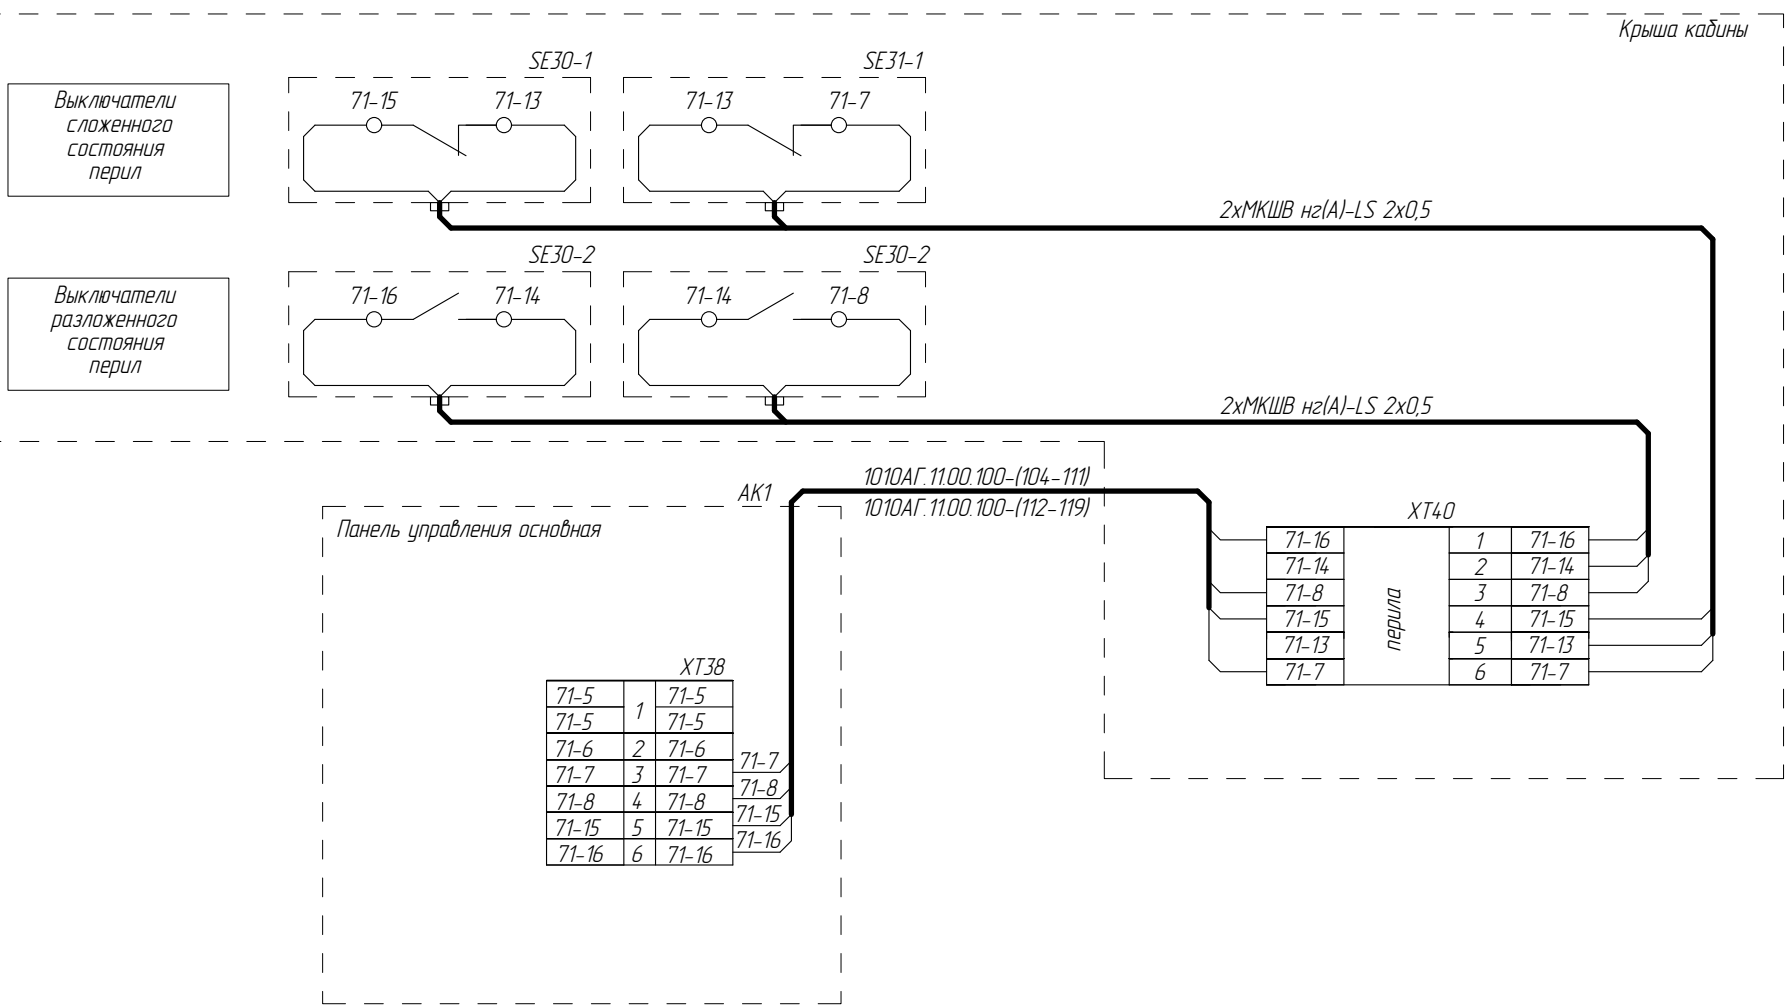 Крыша кабины
SE30-1
SE31-1
Выключатели
сложенного
состояния
перил
71-15
71-13
71-13
71-7
2хМКШВ нг(А)-LS 2х0,5
SE30-2
SE30-2
Выключатели
разложенного
состояния
перил
71-16
71-14
71-14
71-8
2хМКШВ нг(А)-LS 2х0,5
1010АГ.11.00.100-(104-111)
1010АГ.11.00.100-(112-119)
АК1
Панель управления основная
XT40
71-16 1 71-16
71-14 2 71-14
71-8 3 71-8
71-15 4 71-15
71-13 5 71-13
71-7 6 71-7
перила
XT38
71-5 1 71-5
71-5 71-5
71-6 2 71-6
71-7 3 71-7 71-7
71-8 4 71-8 71-8
71-15 5 71-15 71-15
71-16 6 71-16 71-16